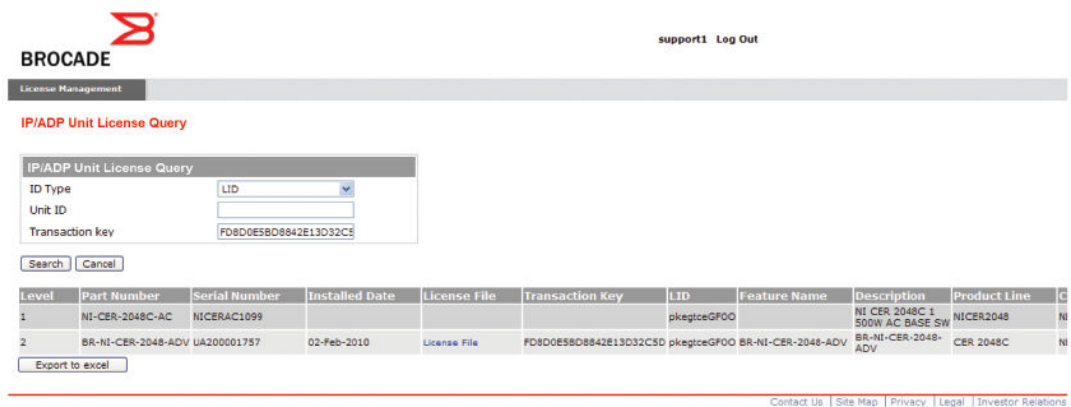 BROCADE
support1 Log Out
License Management
IP/ADP Unit License Query
IP/ADP Unit License Query
ID Type LID
Unit ID
Transaction key FD8D0E5BD8842E13D32C5
Search Cancel
Level Part Number Serial Number Installed Date License File Transaction Key LID Feature Name Description Product Line
1 NI-CER-2048C-AC NICERAC1099 pkegtceGFOO NI CER 2048C 1 500W AC BASE SW NICER2048
2 BR-NI-CER-2048-ADV UA200001757 02-Feb-2010 License File FD8D0E5BD8842E13D32C5D pkegtceGFOO BR-NI-CER-2048-ADV BR-NI-CER-2048-ADV CER 2048C
Export to excel
Contact Us | Site Map | Privacy | Legal | Investor Relations